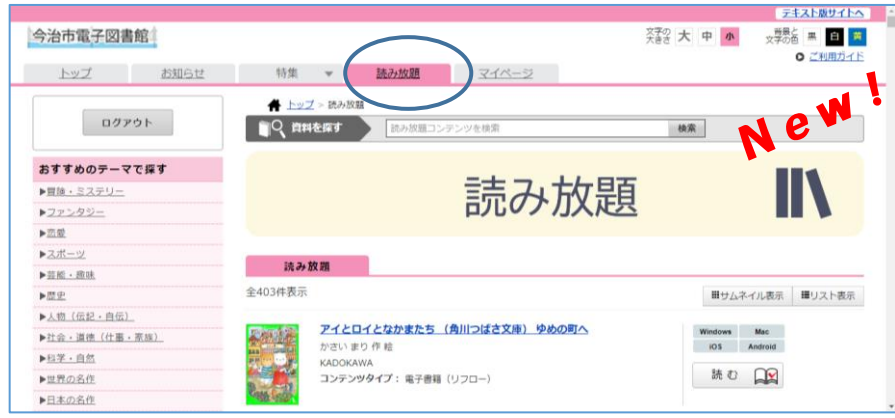 テキスト版サイトへ
今治市電子図書館
文字の大きさ 大 中 小 背景と文字の色 黒 白 黄
ご利用ガイド
トップ お知らせ 特集 ▼ 読み放題 マイページ
トップ > 読み放題
ログアウト
資料を探す 読み放題コンテンツを検索 検索
New!
読み放題
おすすめのテーマで探す
▶冒険・ミステリー
▶ファンタジー
▶恋愛
▶スポーツ
▶芸能・趣味
▶歴史
▶人物（伝記・自伝）
▶社会・道徳（仕事・家族）
▶科学・自然
▶世界の名作
▶日本の名作
読み放題
全403件表示
サムネイル表示 リスト表示
アイとロイとなかまたち （角川つばさ文庫） ゆめの町へ
かさい まり 作 絵
KADOKAWA
コンテンツタイプ： 電子書籍（リフロー）
Windows Mac
iOS Android
読む